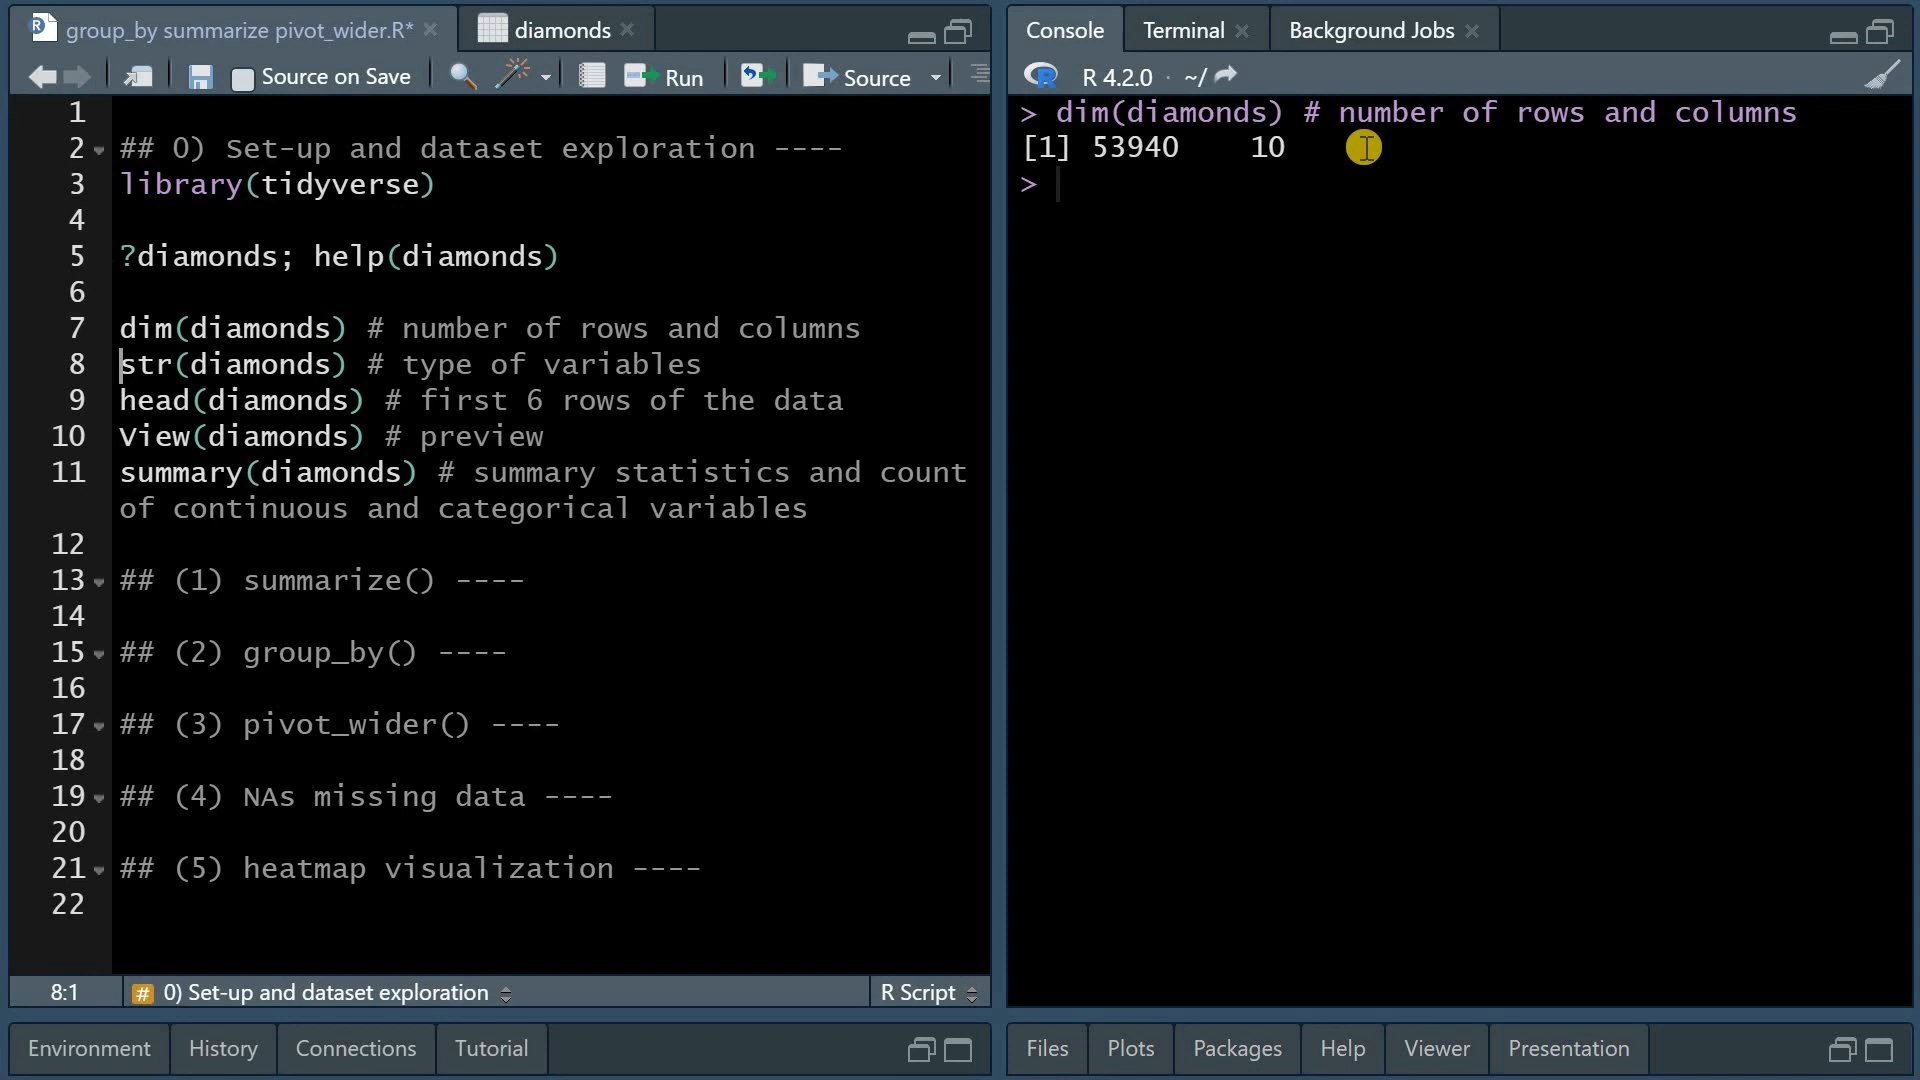 group_by summarize pivot_wider.R*
diamonds
Source on Save
Run
Source
1
2 ## 0) Set-up and dataset exploration ----
3 library(tidyverse)
4
5 ?diamonds; help(diamonds)
6
7 dim(diamonds) # number of rows and columns
8 str(diamonds) # type of variables
9 head(diamonds) # first 6 rows of the data
10 View(diamonds) # preview
11 summary(diamonds) # summary statistics and count
of continuous and categorical variables
12
13 ## (1) summarize() ----
14
15 ## (2) group_by() ----
16
17 ## (3) pivot_wider() ----
18
19 ## (4) NAs missing data ----
20
21 ## (5) heatmap visualization ----
22
8:1 # 0) Set-up and dataset exploration R Script
Environment History Connections Tutorial
Console Terminal Background Jobs
R R 4.2.0 · ~/
> dim(diamonds) # number of rows and columns
[1] 53940 10
>
Files Plots Packages Help Viewer Presentation